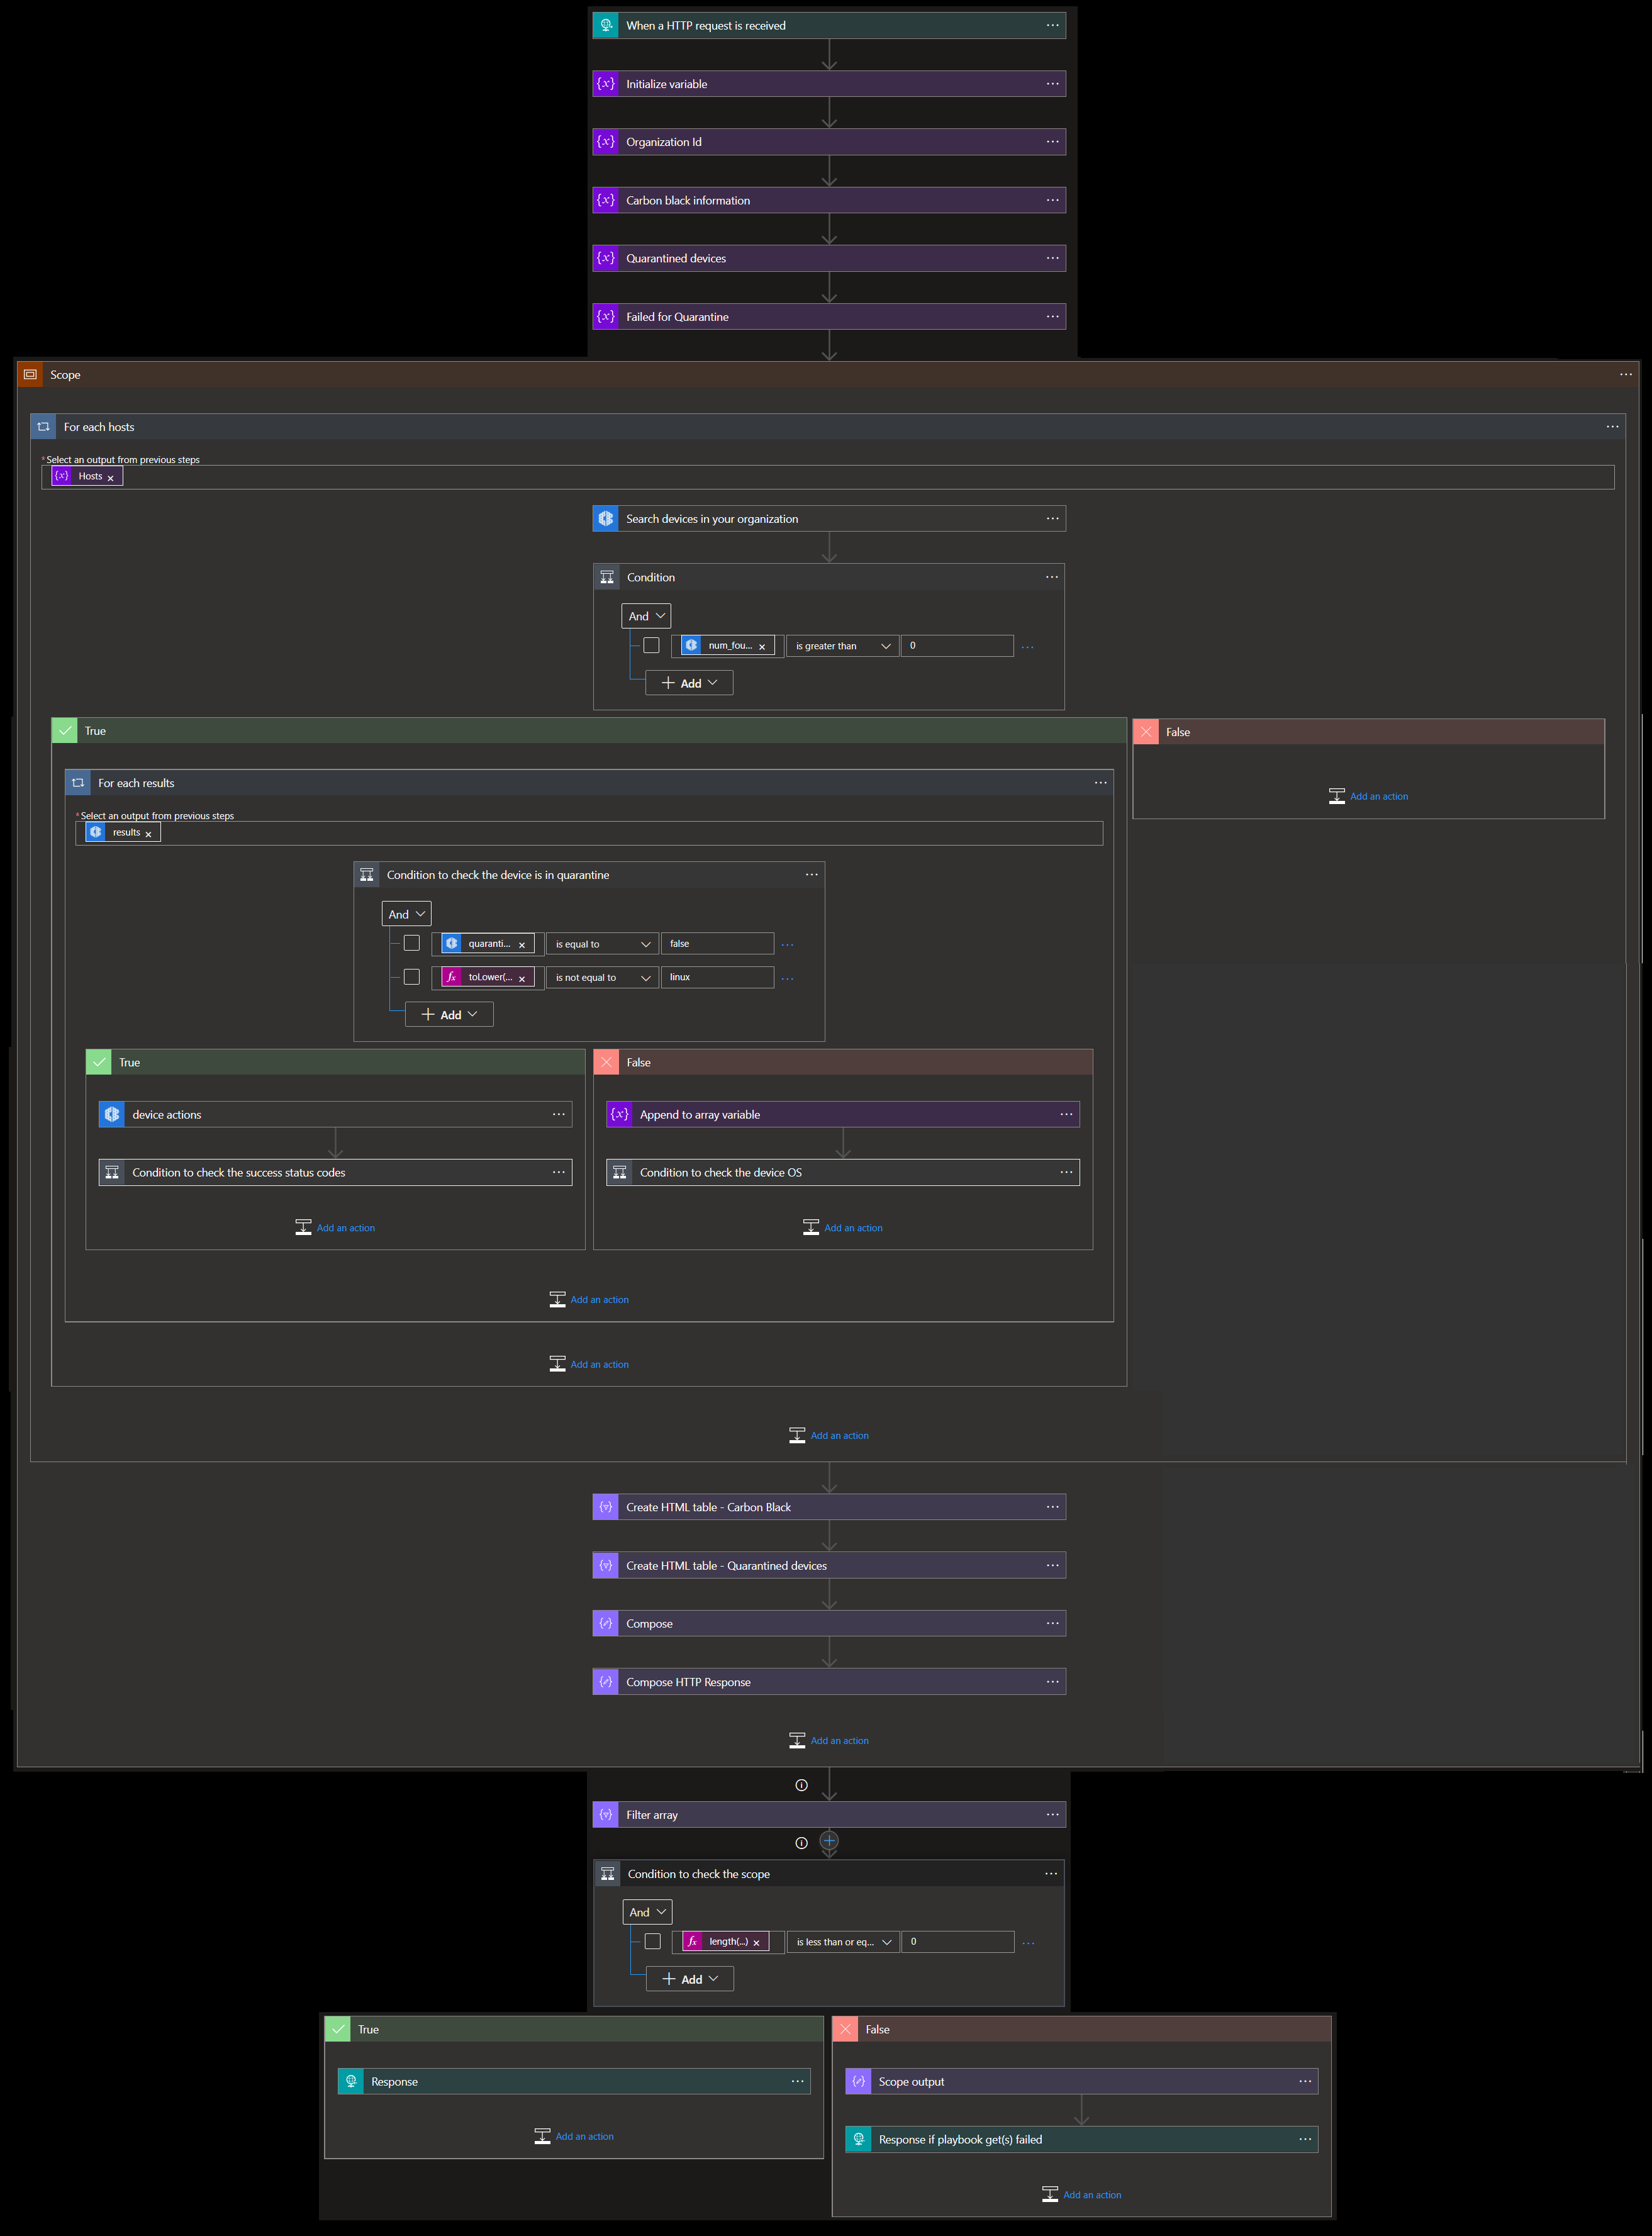 When a HTTP request is received
{x} Initialize variable
{x} Organization Id
{x} Carbon black information
{x} Quarantined devices
{x} Failed for Quarantine
Scope
For each hosts
*Select an output from previous steps
{x} Hosts ×
Search devices in your organization
Condition
And
num_fou... × is greater than 0
+ Add
True
False
Add an action
For each results
*Select an output from previous steps
results ×
Condition to check the device is in quarantine
And
quaranti... × is equal to false
fx toLower(... × is not equal to linux
+ Add
True
False
device actions
{x} Append to array variable
Condition to check the success status codes
Condition to check the device OS
Add an action
Add an action
Add an action
Add an action
Add an action
Create HTML table - Carbon Black
Create HTML table - Quarantined devices
Compose
Compose HTTP Response
Add an action
Filter array
Condition to check the scope
And
fx length(...) × is less than or eq... 0
+ Add
True
False
Response
Scope output
Add an action
Response if playbook get(s) failed
Add an action